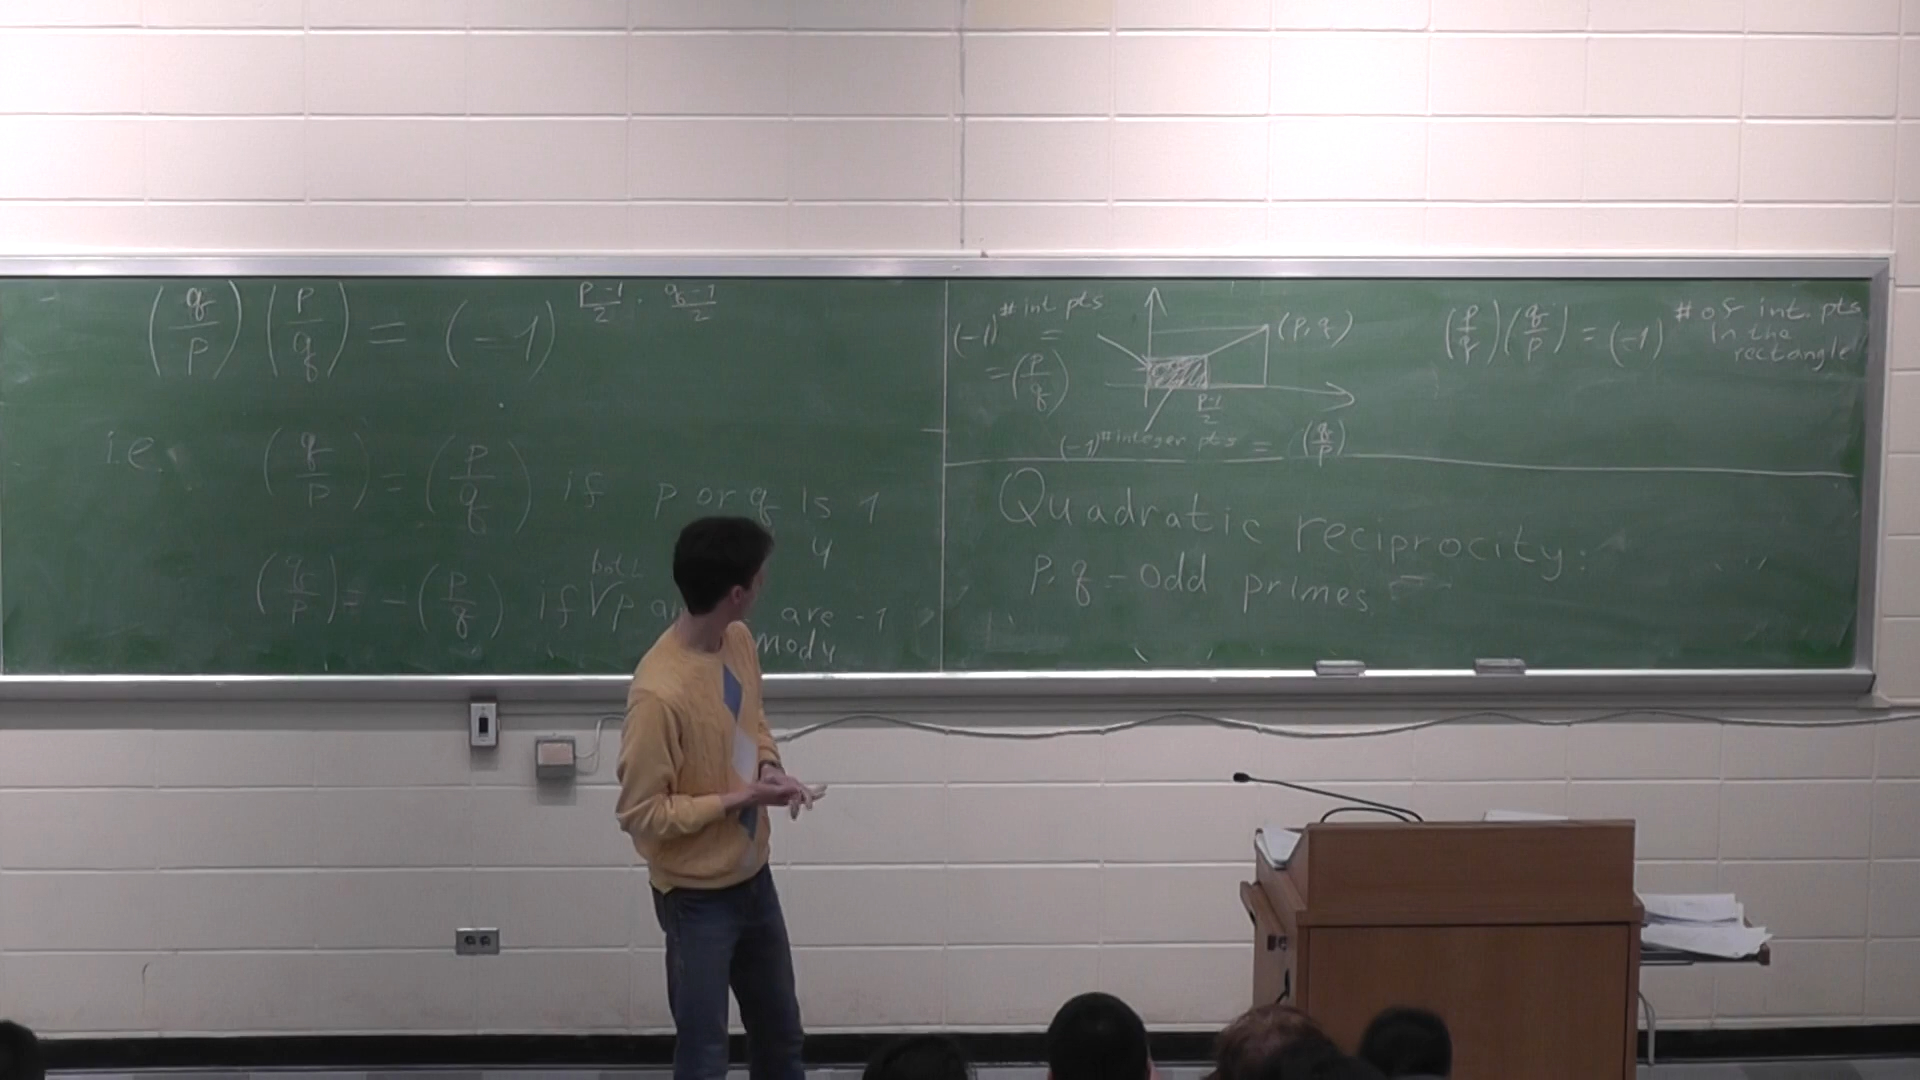 (q/p) (p/q) = (-1)^{p-1/2 · q-1/2}
i.e. (q/p) = (p/q) if p or q is 1
4
(q/p) = -(p/q) if both p are -1
mod 4
(-1)^{# int pts} =
= (p/q)
(p, q)
p-1/2
(-1)^{# integer pts} = (q/p)
(p/q)(q/p) = (-1)^{# of int. pts in the rectangle}
Quadratic reciprocity:
p, q - odd primes